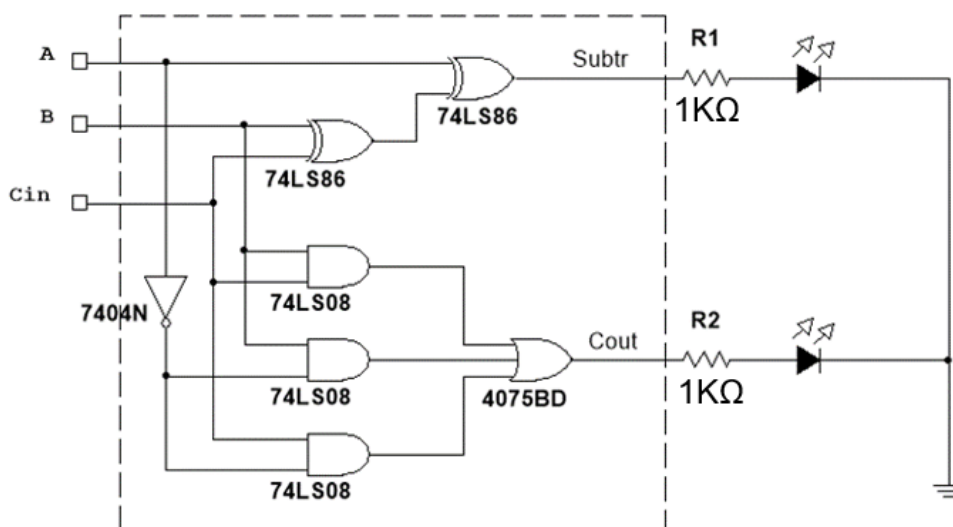 A
B
Cin
74LS86
74LS86
Subtr
R1
1KΩ
7404N
74LS08
74LS08
74LS08
4075BD
Cout
R2
1KΩ